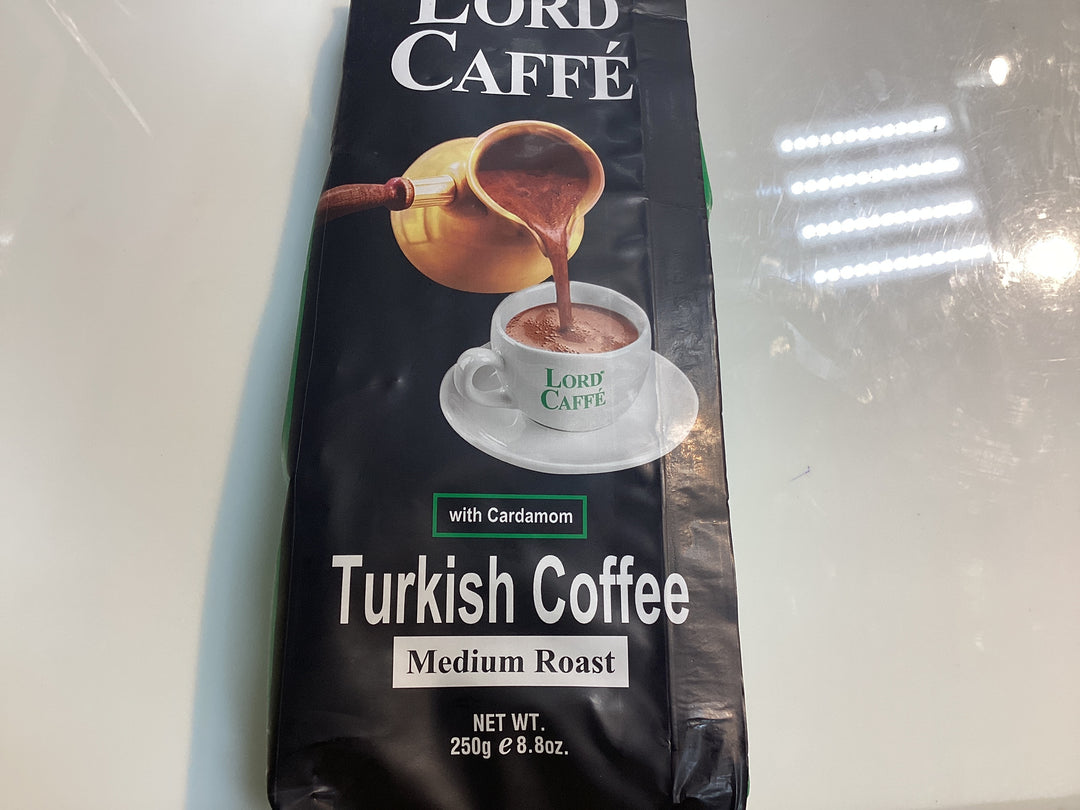 LORD
CAFFÉ
LORD
CAFFÉ
with Cardamom
Turkish Coffee
Medium Roast
NET WT.
250g e 8.8oz.